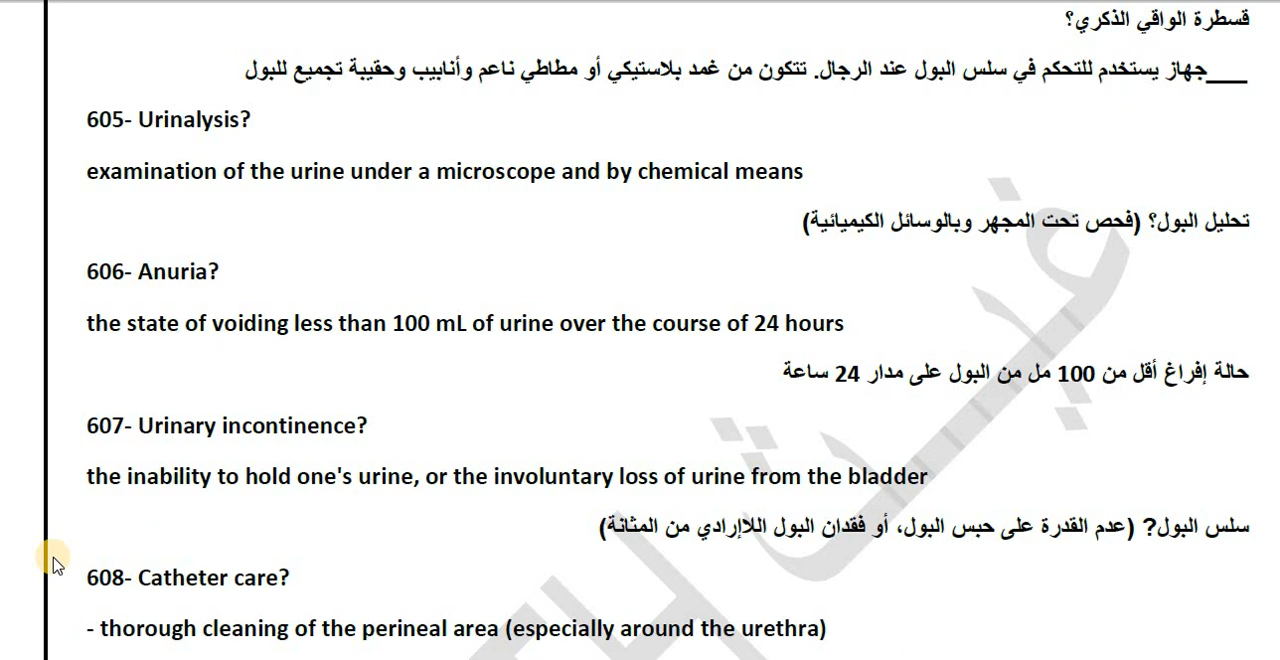 قسطرة الواقي الذكري؟
___جهاز يستخدم للتحكم في سلس البول عند الرجال. تتكون من غمد بلاستيكي أو مطاطي ناعم وأنابيب وحقيبة تجميع للبول
605- Urinalysis?
examination of the urine under a microscope and by chemical means
تحليل البول؟ (فحص تحت المجهر وبالوسائل الكيميائية)
606- Anuria?
the state of voiding less than 100 mL of urine over the course of 24 hours
حالة إفراغ أقل من 100 مل من البول على مدار 24 ساعة
607- Urinary incontinence?
the inability to hold one's urine, or the involuntary loss of urine from the bladder
سلس البول? (عدم القدرة على حبس البول، أو فقدان البول اللاإرادي من المثانة)
608- Catheter care?
- thorough cleaning of the perineal area (especially around the urethra)